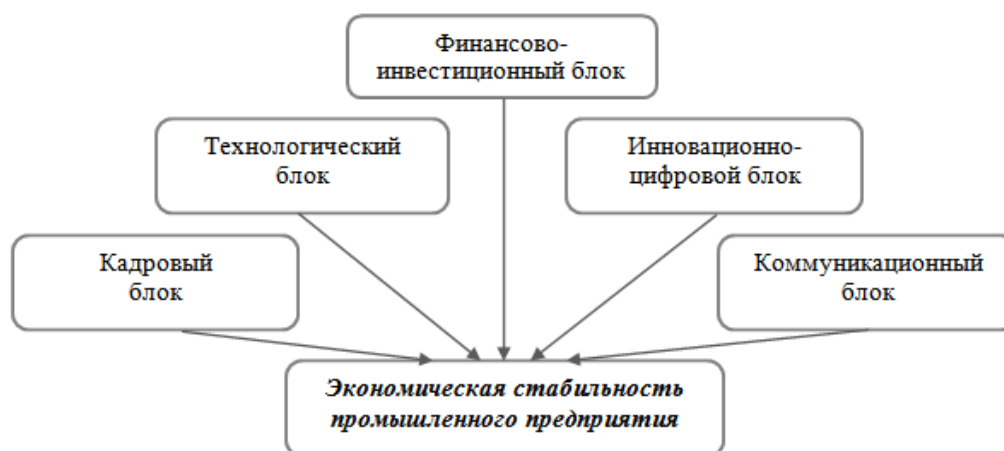 Финансово-
инвестиционный блок
Технологический
блок
Инновационно-
цифровой блок
Кадровый
блок
Коммуникационный
блок
Экономическая стабильность
промышленного предприятия